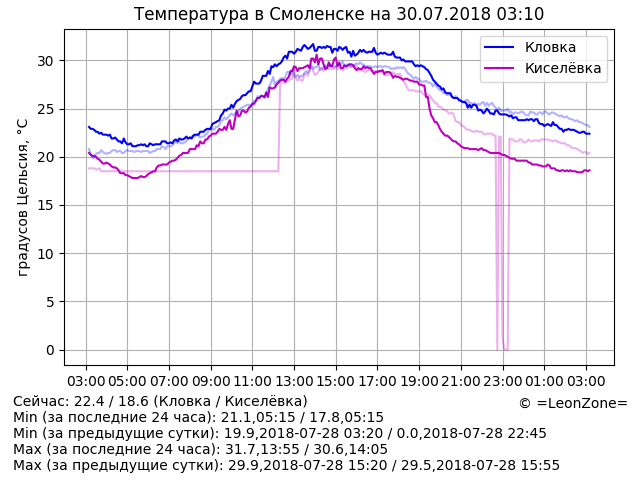 Температура в Смоленске на 30.07.2018 03:10
Кловка
Киселёвка
градусов Цельсия, °C
30
25
20
15
10
5
0
03:00 05:00 07:00 09:00 11:00 13:00 15:00 17:00 19:00 21:00 23:00 01:00 03:00
Сейчас: 22.4 / 18.6 (Кловка / Киселёвка)
© =LeonZone=
Min (за последние 24 часа): 21.1,05:15 / 17.8,05:15
Min (за предыдущие сутки): 19.9,2018-07-28 03:20 / 0.0,2018-07-28 22:45
Max (за последние 24 часа): 31.7,13:55 / 30.6,14:05
Max (за предыдущие сутки): 29.9,2018-07-28 15:20 / 29.5,2018-07-28 15:55